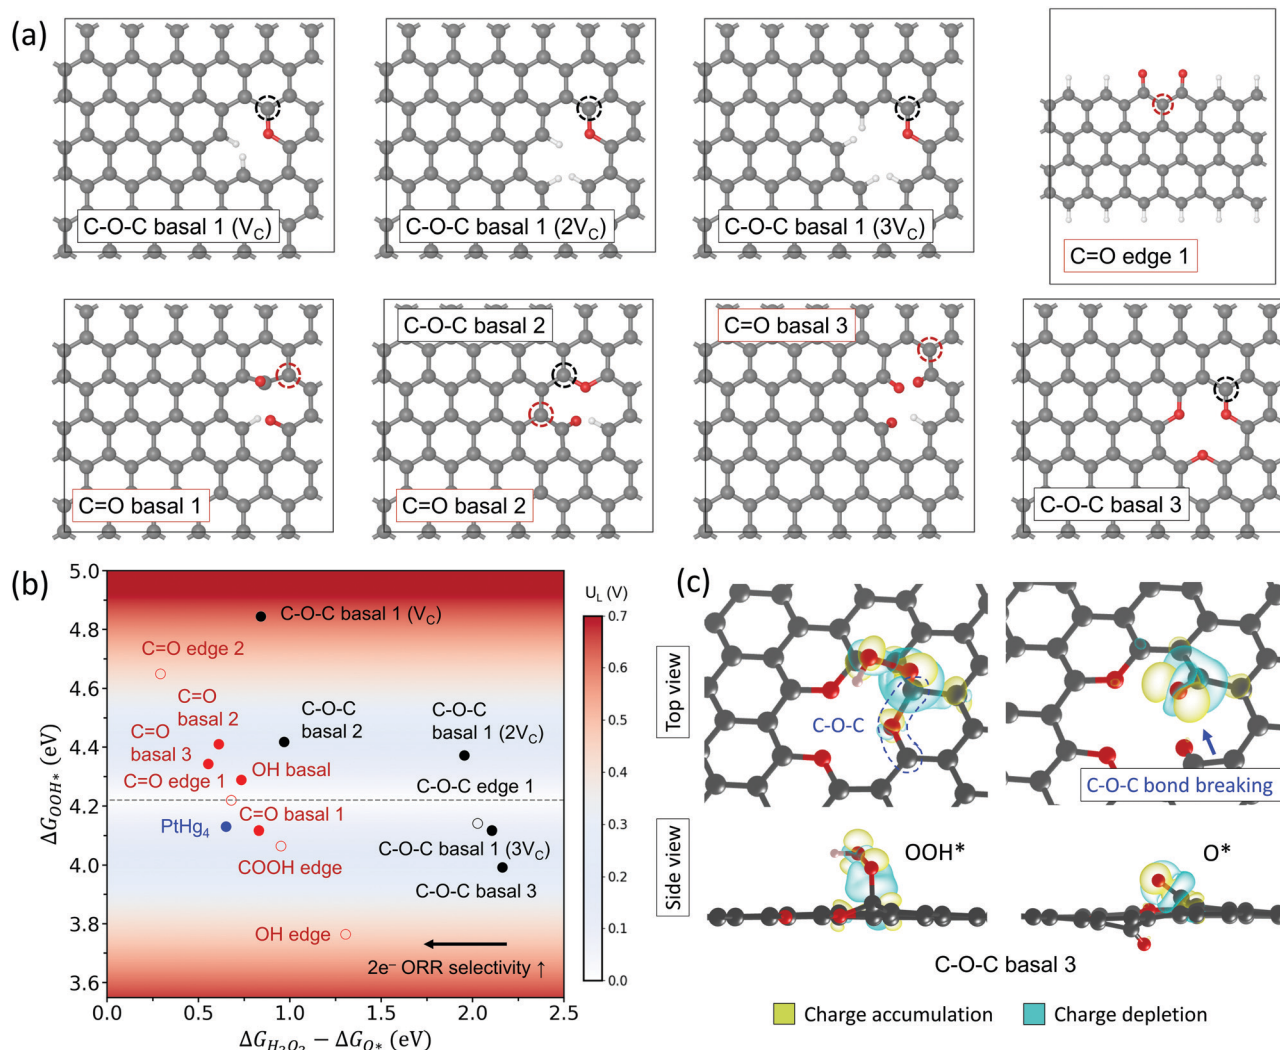 (a)
C-O-C basal 1 (V_C)
C-O-C basal 1 (2V_C)
C-O-C basal 1 (3V_C)
C=O edge 1
C=O basal 1
C-O-C basal 2
C=O basal 2
C=O basal 3
C-O-C basal 3
(b)
ΔG_{OOH*} (eV)
5.0
4.8
4.6
4.4
4.2
4.0
3.8
3.6
C-O-C basal 1 (V_C)
C=O edge 2
C=O
basal 2
C=O
basal 3
C=O edge 1
C-O-C
basal 2
OH basal
C-O-C
basal 1 (2V_C)
C-O-C edge 1
PtHg₄
C=O basal 1
COOH edge
C-O-C basal 1 (3V_C)
C-O-C basal 3
OH edge
2e⁻ ORR selectivity ↑
0.0
0.5
1.0
1.5
2.0
2.5
ΔG_{H₂O₂} − ΔG_{O*} (eV)
U_L (V)
0.7
0.6
0.5
0.4
0.3
0.2
0.1
0.0
(c)
Top view
C-O-C
C-O-C bond breaking
Side view
OOH*
O*
C-O-C basal 3
Charge accumulation
Charge depletion